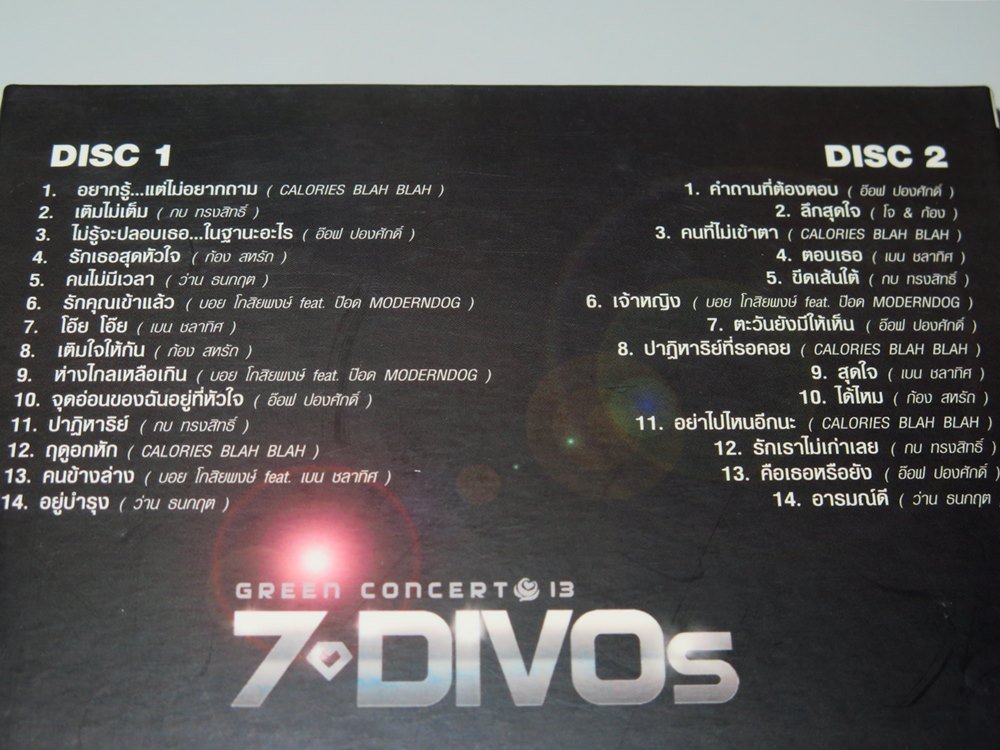 DISC 1
1. อยากรู้...แต่ไม่อยากถาม ( CALORIES BLAH BLAH )
2. เติมไม่เต็ม ( กบ ทรงสิทธิ์ )
3. ไม่รู้จะปลอบเธอ...ในฐานะอะไร ( อ๊อฟ ปองศักดิ์ )
4. รักเธอสุดหัวใจ ( ก้อง สหรัถ )
5. คนไม่มีเวลา ( ว่าน ธนกฤต )
6. รักคุณเข้าแล้ว ( บอย โกสิยพงษ์ feat. ป๊อด MODERNDOG )
7. โอ๊ย โอ๊ย ( เบน ชลาทิศ )
8. เติมใจให้กัน ( ก้อง สหรัถ )
9. ห่างไกลเหลือเกิน ( บอย โกสิยพงษ์ feat. ป๊อด MODERNDOG )
10. จุดอ่อนของฉันอยู่ที่หัวใจ ( อ๊อฟ ปองศักดิ์ )
11. ปาฏิหาริย์ ( กบ ทรงสิทธิ์ )
12. ฤดูอกหัก ( CALORIES BLAH BLAH )
13. คนข้างล่าง ( บอย โกสิยพงษ์ feat. เบน ชลาทิศ )
14. อยู่บำรุง ( ว่าน ธนกฤต )
DISC 2
1. คำถามที่ต้องตอบ ( อ๊อฟ ปองศักดิ์ )
2. ลึกสุดใจ ( โจ & ก้อง )
3. คนที่ไม่เข้าตา ( CALORIES BLAH BLAH )
4. ตอบเธอ ( เบน ชลาทิศ )
5. ขีดเส้นใต้ ( กบ ทรงสิทธิ์ )
6. เจ้าหญิง ( บอย โกสิยพงษ์ feat. ป๊อด MODERNDOG )
7. ตะวันยังมีให้เห็น ( อ๊อฟ ปองศักดิ์ )
8. ปาฏิหาริย์ที่รอคอย ( CALORIES BLAH BLAH )
9. สุดใจ ( เบน ชลาทิศ )
10. ได้ไหม ( ก้อง สหรัถ )
11. อย่าไปไหนอีกนะ ( CALORIES BLAH BLAH )
12. รักเราไม่เก่าเลย ( กบ ทรงสิทธิ์ )
13. คือเธอหรือยัง ( อ๊อฟ ปองศักดิ์ )
14. อารมณ์ดี ( ว่าน ธนกฤต
GREEN CONCERT 13
7 DIVOs